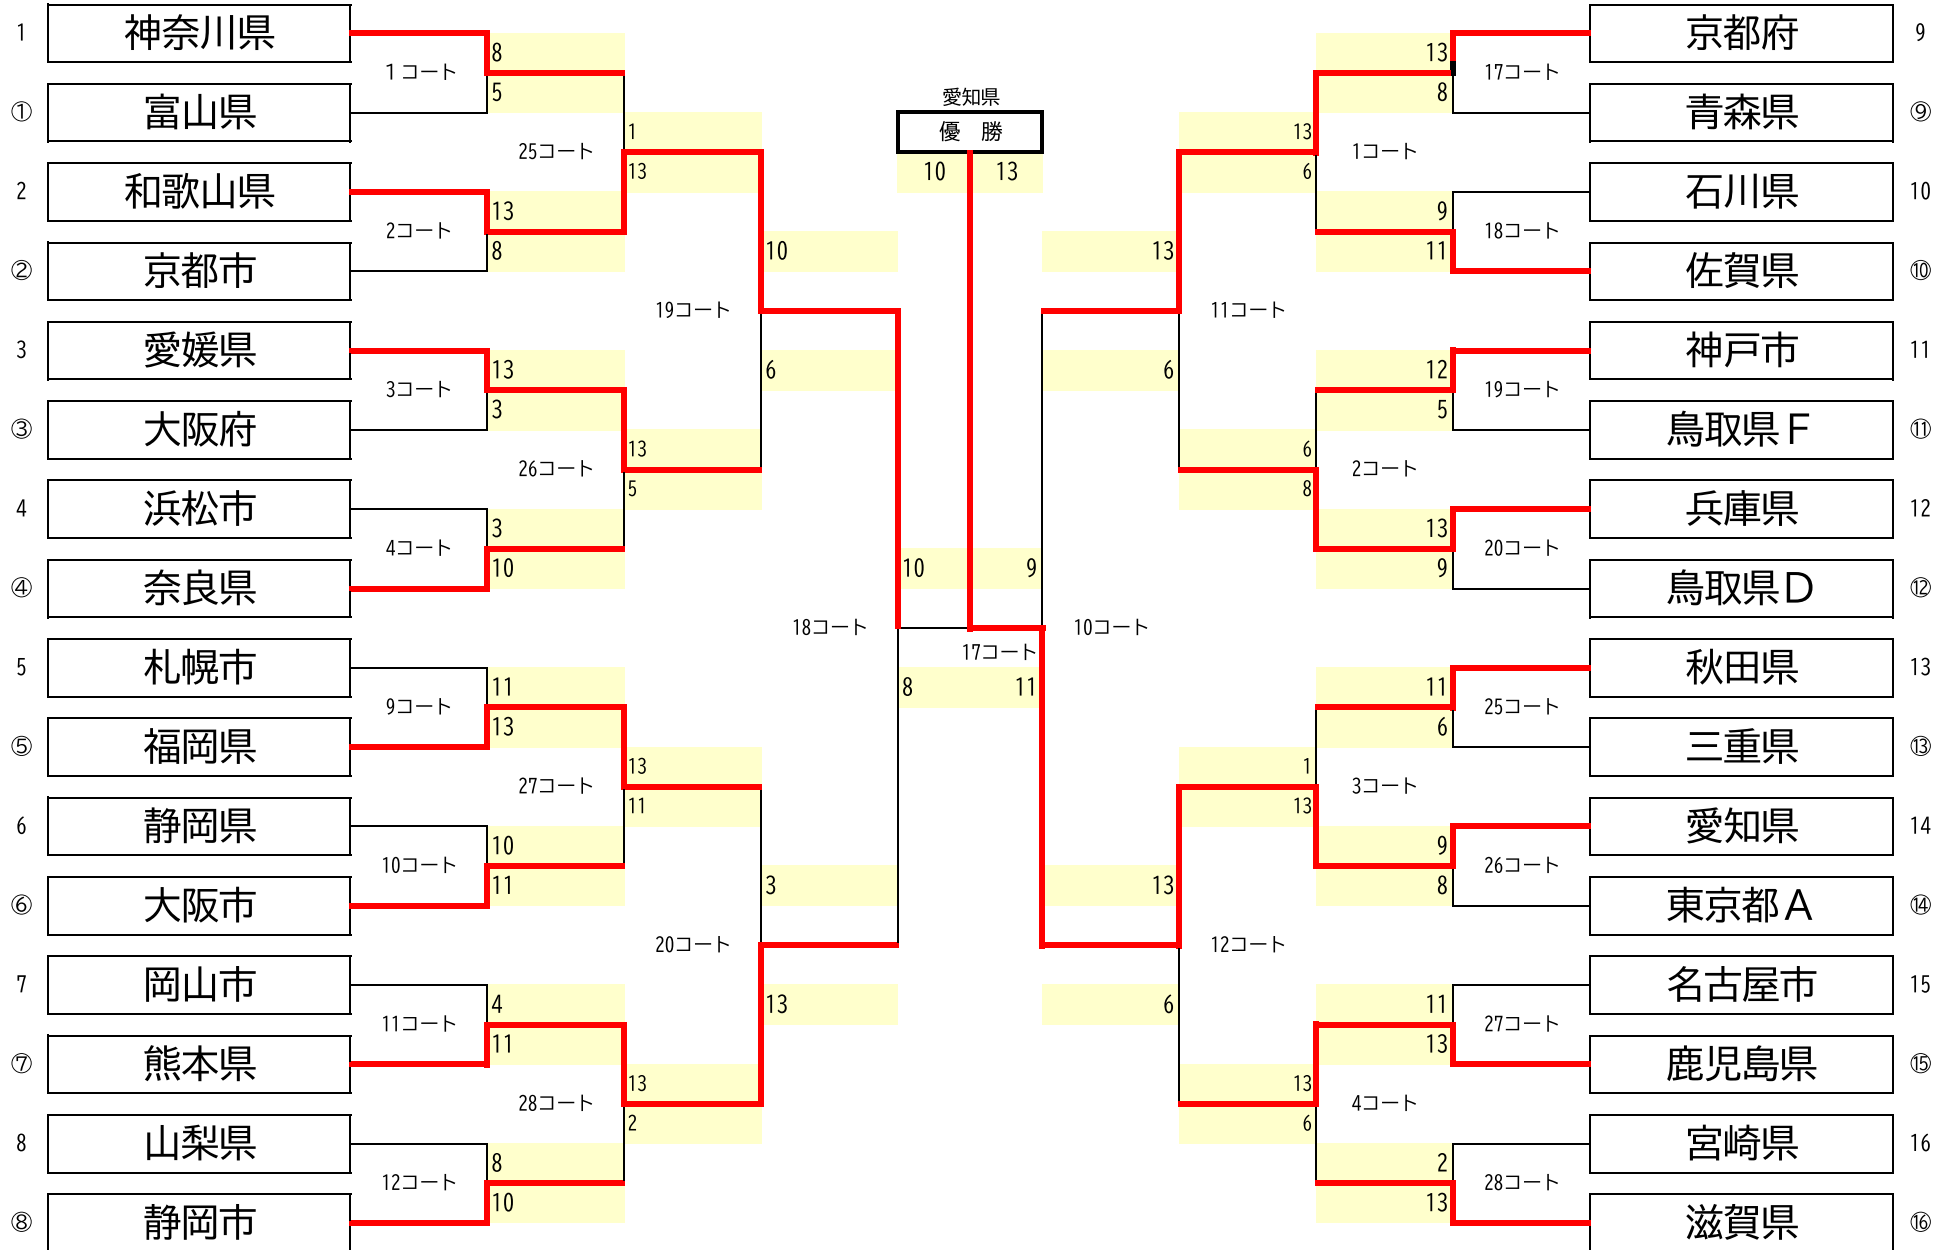 1 神奈川県 8 13 京都府 9
1コート 17コート
① 富山県 5 8 青森県 ⑨
愛知県
優　勝
25コート 1 13 1コート
13 10 13 6
2 和歌山県 13 9 石川県 10
2コート 18コート
② 京都市 8 11 佐賀県 ⑩
10 13
19コート 11コート
6 6
3 愛媛県 13 12 神戸市 11
3コート 19コート
③ 大阪府 3 5 鳥取県F ⑪
13 6
26コート 2コート
5 8
4 浜松市 3 13 兵庫県 12
4コート 20コート
④ 奈良県 10 9 鳥取県D ⑫
10 9
18コート 10コート
17コート
8 11
5 札幌市 11 11 秋田県 13
9コート 25コート
⑤ 福岡県 13 6 三重県 ⑬
13 1
27コート 3コート
11 13
6 静岡県 10 9 愛知県 14
10コート 26コート
⑥ 大阪市 11 8 東京都A ⑭
3 13
20コート 12コート
13 6
7 岡山市 4 11 名古屋市 15
11コート 27コート
⑦ 熊本県 11 13 鹿児島県 ⑮
13 13
28コート 4コート
2 6
8 山梨県 8 2 宮崎県 16
12コート 28コート
⑧ 静岡市 10 13 滋賀県 ⑯